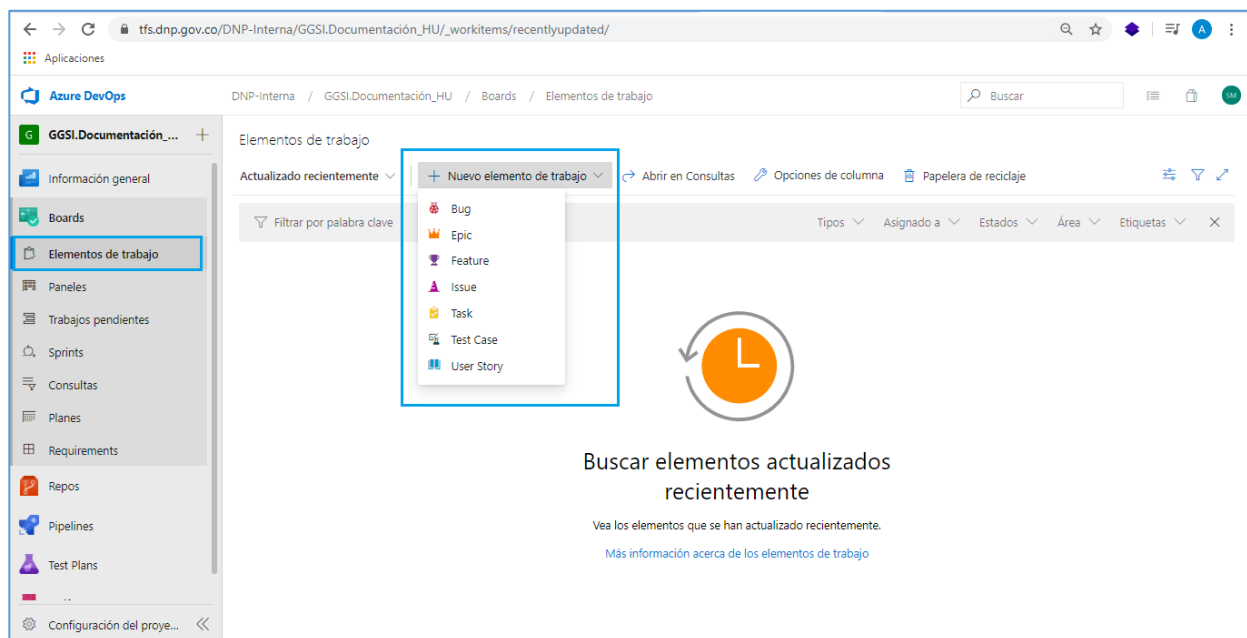 tfs.dnp.gov.co/DNP-Interna/GGSI.Documentación_HU/_workitems/recentlyupdated/
A
Aplicaciones
Azure DevOps
DNP-Interna / GGSI.Documentación_HU / Boards / Elementos de trabajo
Buscar
SM
G GGSI.Documentación_... +
Elementos de trabajo
Información general
Actualizado recientemente
+ Nuevo elemento de trabajo
Abrir en Consultas
Opciones de columna
Papelera de reciclaje
Boards
Bug
Filtrar por palabra clave
Tipos
Asignado a
Estados
Área
Etiquetas
Epic
Elementos de trabajo
Feature
Paneles
Issue
Trabajos pendientes
Task
Sprints
Test Case
Consultas
User Story
Planes
Requirements
Repos
Pipelines
Test Plans
Configuración del proye...
Buscar elementos actualizados
recientemente
Vea los elementos que se han actualizado recientemente.
Más información acerca de los elementos de trabajo